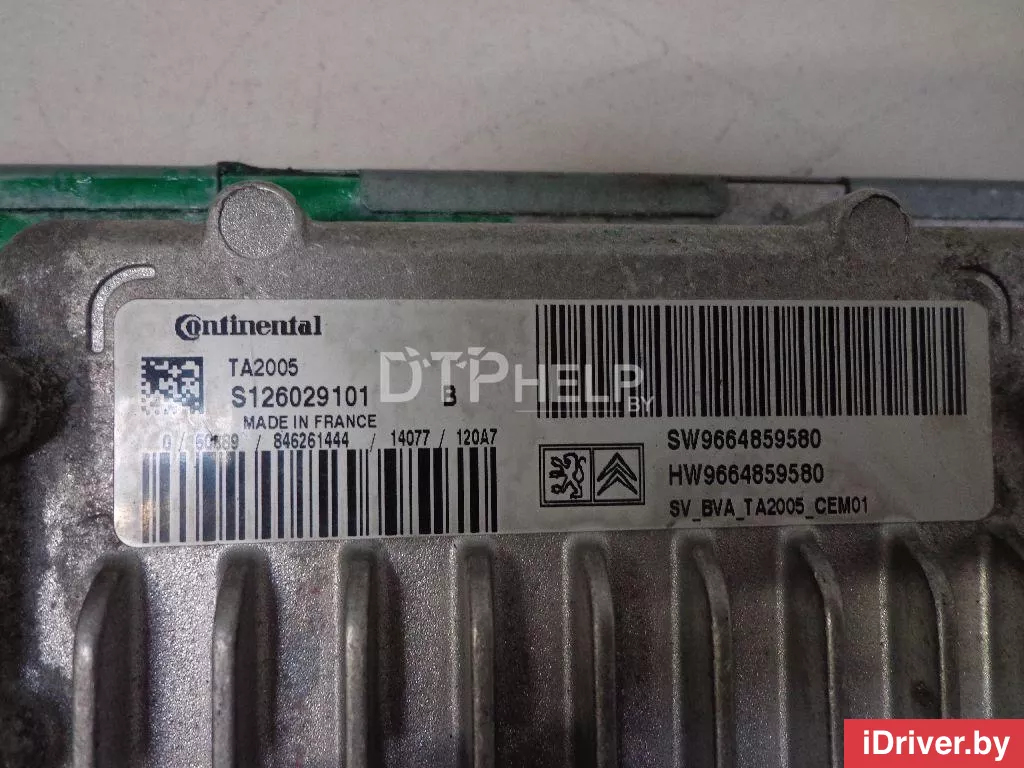 Continental
TA2005
S126029101 B
MADE IN FRANCE
/ 846261444 / 14077 / 120A7
SW9664859580
HW9664859580
SV_BVA_TA2005_CEM01
DTPHELP
BY
iDriver.by